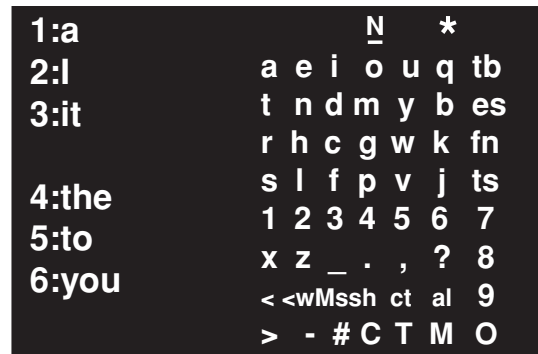 1:a
2:I
3:it
4:the
5:to
6:you
N *
a e i o u q tb
t n d m y b es
r h c g w k fn
s l f p v j ts
1 2 3 4 5 6 7
x z _ . , ? 8
< <wMssh ct al 9
> - # C T M O